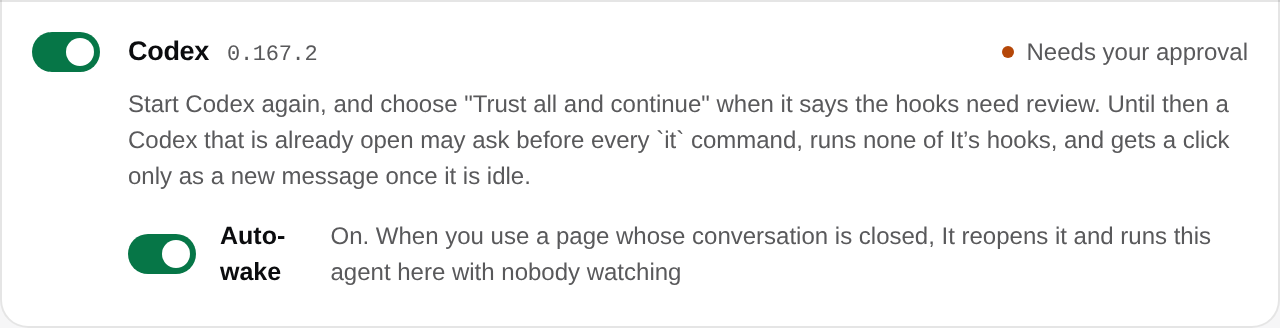 Codex 0.167.2
Needs your approval
Start Codex again, and choose "Trust all and continue" when it says the hooks need review. Until then a
Codex that is already open may ask before every `it` command, runs none of It’s hooks, and gets a click
only as a new message once it is idle.
Auto-
wake
On. When you use a page whose conversation is closed, It reopens it and runs this
agent here with nobody watching